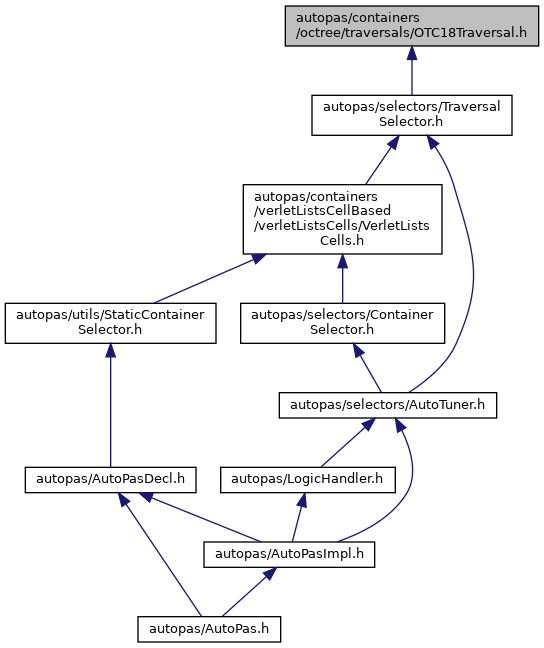 autopas/containers
/octree/traversals/OTC18Traversal.h
autopas/selectors/Traversal
Selector.h
autopas/containers
/verletListsCellBased
/verletListsCells/VerletLists
Cells.h
autopas/utils/StaticContainer
Selector.h
autopas/selectors/Container
Selector.h
autopas/selectors/AutoTuner.h
autopas/AutoPasDecl.h
autopas/LogicHandler.h
autopas/AutoPasImpl.h
autopas/AutoPas.h